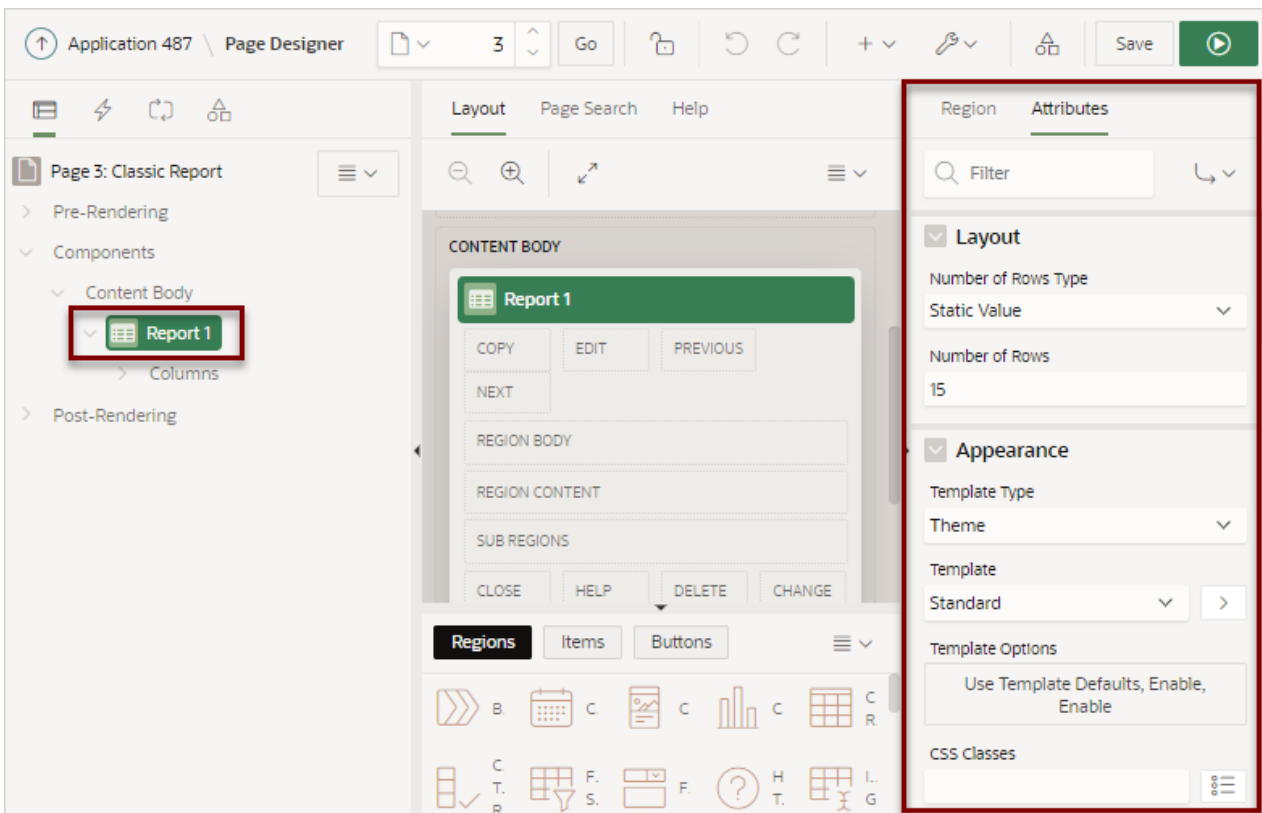 Application 487 \ Page Designer
3
Go
Save
Page 3: Classic Report
Pre-Rendering
Components
Content Body
Report 1
Columns
Post-Rendering
Layout Page Search Help
CONTENT BODY
Report 1
COPY EDIT PREVIOUS
NEXT
REGION BODY
REGION CONTENT
SUB REGIONS
CLOSE HELP DELETE CHANGE
Regions Items Buttons
B. C C C C
R.
C. F. F. H I..
T. S. T. G
R
Region Attributes
Filter
Layout
Number of Rows Type
Static Value
Number of Rows
15
Appearance
Template Type
Theme
Template
Standard
Template Options
Use Template Defaults, Enable,
Enable
CSS Classes